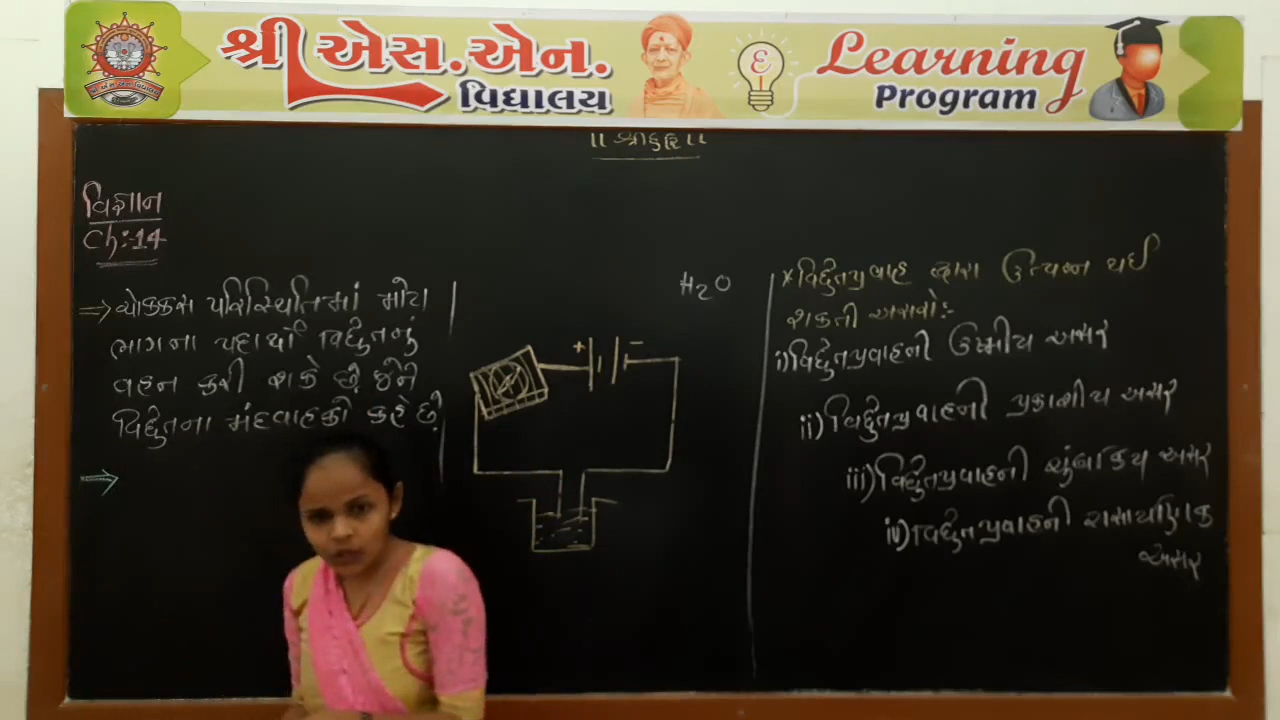 શ્રી એસ. એન.
વિદ્યાલય
ε
Learning
Program
॥ શ્રીહરિ ॥
વિજ્ઞાન
Ch:-14
⇒ ચોક્કસ પરિસ્થિતિમાં મોટા
ભાગના પદાર્થો વિદ્યુતનું
વહન કરી શકે છે જેને
વિદ્યુતના મંદવાહકો કહે છે.
⇒
H₂O
+ -
* વિદ્યુતપ્રવાહ દ્વારા ઉત્પન્ન થઈ
શકતી અસરો:-
i) વિદ્યુતપ્રવાહની ઉષ્મીય અસર
ii) વિદ્યુતપ્રવાહની પ્રકાશીય અસર
iii) વિદ્યુતપ્રવાહની ચુંબકિય અસર
iv) વિદ્યુતપ્રવાહની રાસાયણિક
અસર